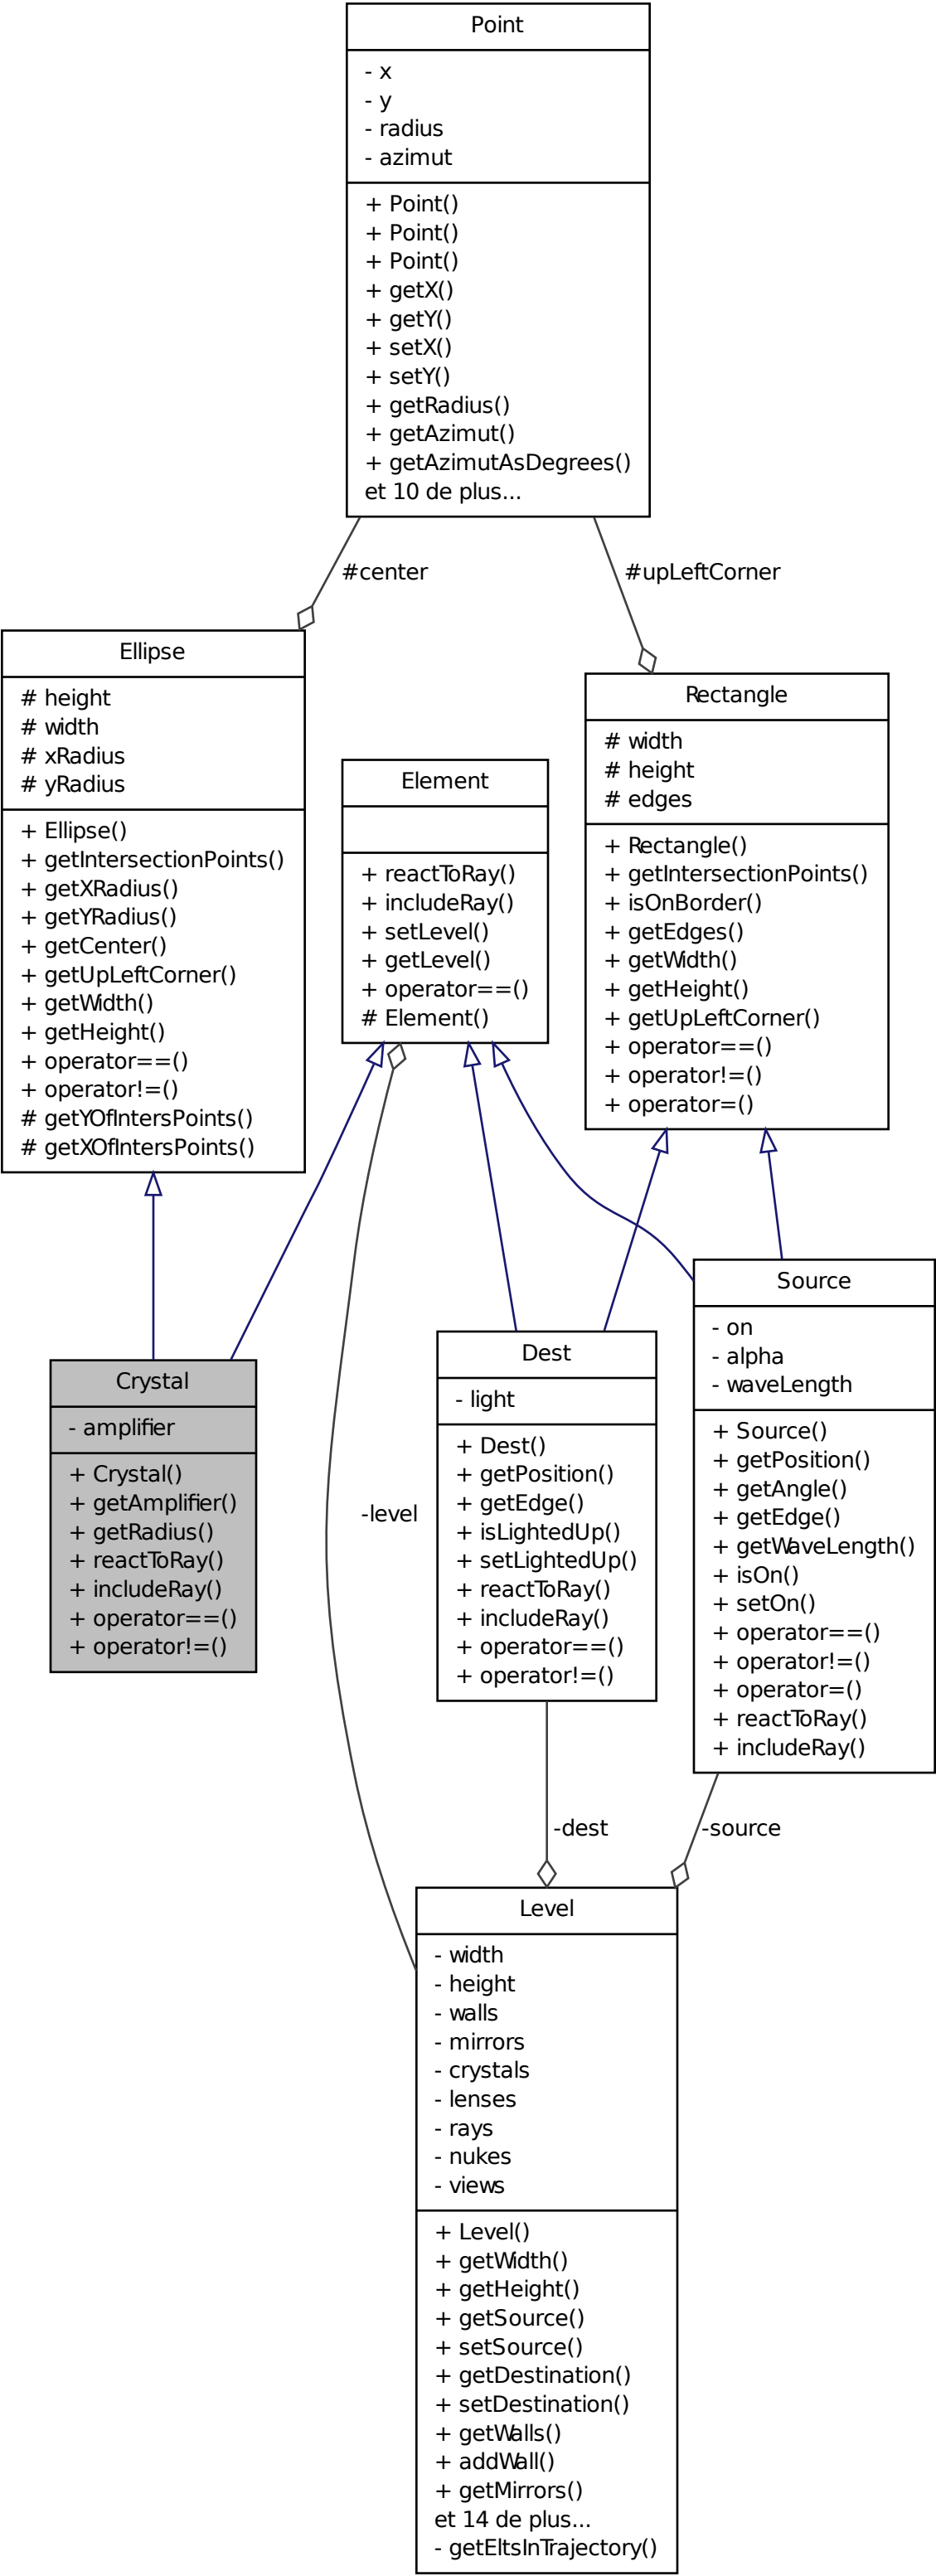 Point
- x
- y
- radius
- azimut
+ Point()
+ Point()
+ Point()
+ getX()
+ getY()
+ setX()
+ setY()
+ getRadius()
+ getAzimut()
+ getAzimutAsDegrees()
et 10 de plus...
#center
#upLeftCorner
Ellipse
# height
# width
# xRadius
# yRadius
+ Ellipse()
+ getIntersectionPoints()
+ getXRadius()
+ getYRadius()
+ getCenter()
+ getUpLeftCorner()
+ getWidth()
+ getHeight()
+ operator==()
+ operator!=()
# getYOfIntersPoints()
# getXOfIntersPoints()
Element
+ reactToRay()
+ includeRay()
+ setLevel()
+ getLevel()
+ operator==()
# Element()
Rectangle
# width
# height
# edges
+ Rectangle()
+ getIntersectionPoints()
+ isOnBorder()
+ getEdges()
+ getWidth()
+ getHeight()
+ getUpLeftCorner()
+ operator==()
+ operator!=()
+ operator=()
Crystal
- amplifier
+ Crystal()
+ getAmplifier()
+ getRadius()
+ reactToRay()
+ includeRay()
+ operator==()
+ operator!=()
-level
Dest
- light
+ Dest()
+ getPosition()
+ getEdge()
+ isLightedUp()
+ setLightedUp()
+ reactToRay()
+ includeRay()
+ operator==()
+ operator!=()
Source
- on
- alpha
- waveLength
+ Source()
+ getPosition()
+ getAngle()
+ getEdge()
+ getWaveLength()
+ isOn()
+ setOn()
+ operator==()
+ operator!=()
+ operator=()
+ reactToRay()
+ includeRay()
-dest
-source
Level
- width
- height
- walls
- mirrors
- crystals
- lenses
- rays
- nukes
- views
+ Level()
+ getWidth()
+ getHeight()
+ getSource()
+ setSource()
+ getDestination()
+ setDestination()
+ getWalls()
+ addWall()
+ getMirrors()
et 14 de plus...
- getEltsInTrajectory()